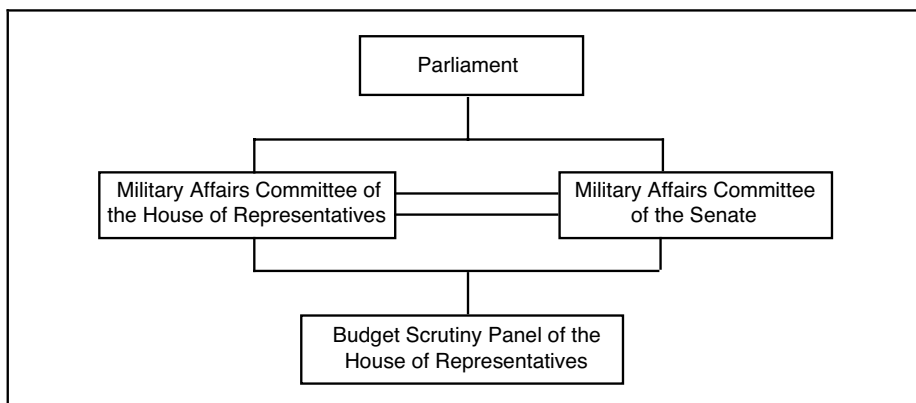 Parliament
Military Affairs Committee of
the House of Representatives
Military Affairs Committee
of the Senate
Budget Scrutiny Panel of the
House of Representatives